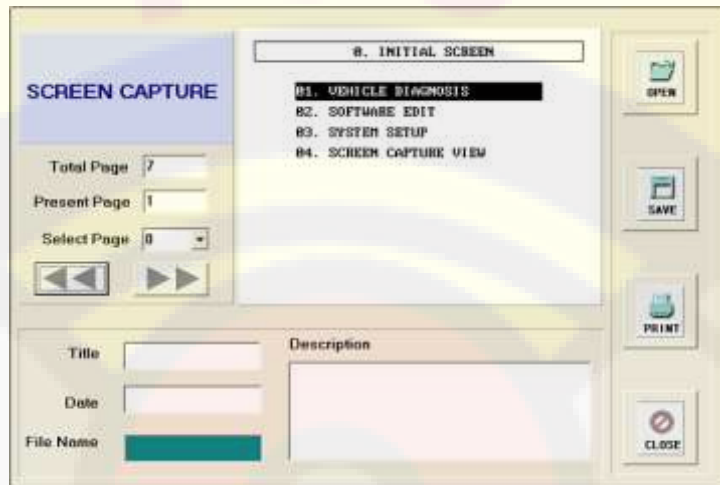 SCREEN CAPTURE
Total Page 7
Present Page 1
Select Page 0
0. INITIAL SCREEN
01. VEHICLE DIAGNOSIS
02. SOFTWARE EDIT
03. SYSTEM SETUP
04. SCREEN CAPTURE VIEW
OPEN
SAVE
PRINT
CLOSE
Title
Date
File Name
Description